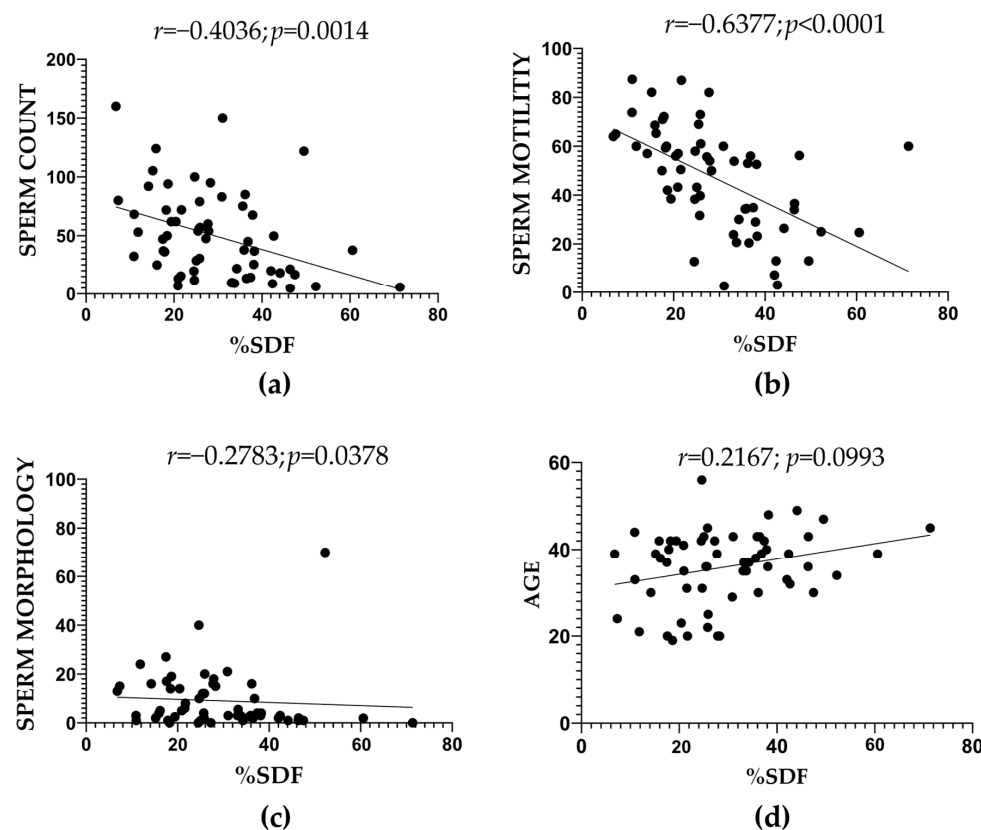 r=−0.4036;p=0.0014
200
150
100
50
0
SPERM COUNT
0 20 40 60 80
%SDF
(a)
r=−0.6377;p<0.0001
100
80
60
40
20
0
SPERM MOTILITIY
0 20 40 60 80
%SDF
(b)
r=−0.2783;p=0.0378
100
80
60
40
20
0
SPERM MORPHOLOGY
0 20 40 60 80
%SDF
(c)
r=0.2167; p=0.0993
60
40
20
0
AGE
0 20 40 60 80
%SDF
(d)